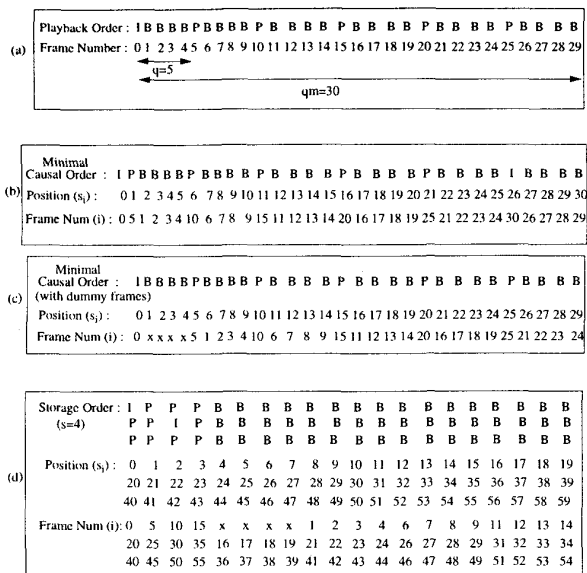 (a)
Playback Order : I B B B B P B B B B P B B B B P B B B B P B B B B P B B B B
Frame Number : 0 1 2 3 4 5 6 7 8 9 10 11 12 13 14 15 16 17 18 19 20 21 22 23 24 25 26 27 28 29
q=5
qm=30
(b)
Minimal
Causal Order : I P B B B B P B B B B P B B B B P B B B B P B B B B I B B B B
Position (si) : 0 1 2 3 4 5 6 7 8 9 10 11 12 13 14 15 16 17 18 19 20 21 22 23 24 25 26 27 28 29 30
Frame Num (i) : 0 5 1 2 3 4 10 6 7 8 9 15 11 12 13 14 20 16 17 18 19 25 21 22 23 24 30 26 27 28 29
(c)
Minimal
Causal Order : I B B B B P B B B B P B B B B P B B B B P B B B B I B B B B
(with dummy frames)
Position (si) : 0 1 2 3 4 5 6 7 8 9 10 11 12 13 14 15 16 17 18 19 20 21 22 23 24 25 26 27 28 29
Frame Num (i) : 0 x x x x 5 1 2 3 4 10 6 7 8 9 15 11 12 13 14 20 16 17 18 19 25 21 22 23 24
(d)
Storage Order : I P P P B B B B B B B B B B B B B B B B
(s=4) P P I P B B B B B B B B B B B B B B B B
P P P P B B B B B B B B B B B B B B B B
Position (si) : 0 1 2 3 4 5 6 7 8 9 10 11 12 13 14 15 16 17 18 19
20 21 22 23 24 25 26 27 28 29 30 31 32 33 34 35 36 37 38 39
40 41 42 43 44 45 46 47 48 49 50 51 52 53 54 55 56 57 58 59
Frame Num (i): 0 5 10 15 x x x x 1 2 3 4 6 7 8 9 11 12 13 14
20 25 30 35 16 17 18 19 21 22 23 24 26 27 28 29 31 32 33 34
40 45 50 55 36 37 38 39 41 42 43 44 46 47 48 49 51 52 53 54